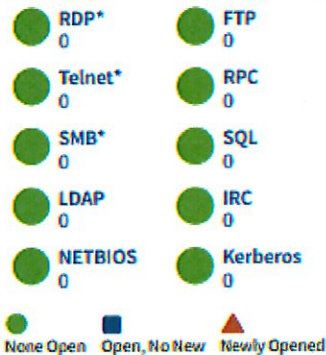 RDP*
0
FTP
0
Telnet*
0
RPC
0
SMB*
0
SQL
0
LDAP
0
IRC
0
NETBIOS
0
Kerberos
0
None Open
Open, No New
Newly Opened